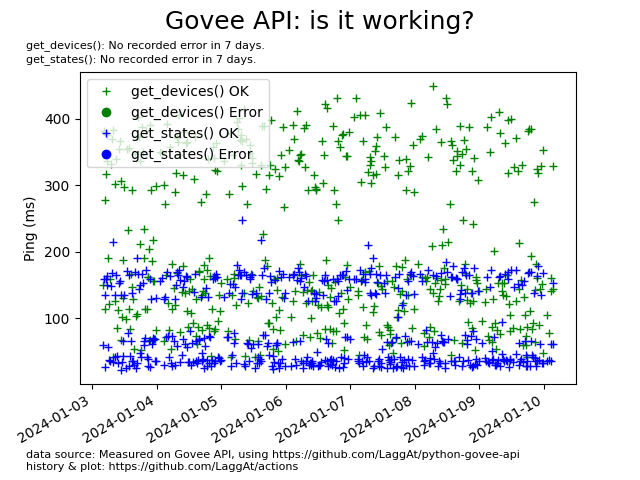 Govee API: is it working?
get_devices(): No recorded error in 7 days.
get_states(): No recorded error in 7 days.
get_devices() OK
get_devices() Error
get_states() OK
get_states() Error
Ping (ms)
400
300
200
100
2024-01-03
2024-01-04
2024-01-05
2024-01-06
2024-01-07
2024-01-08
2024-01-09
2024-01-10
data source: Measured on Govee API, using https://github.com/LaggAt/python-govee-api
history & plot: https://github.com/LaggAt/actions